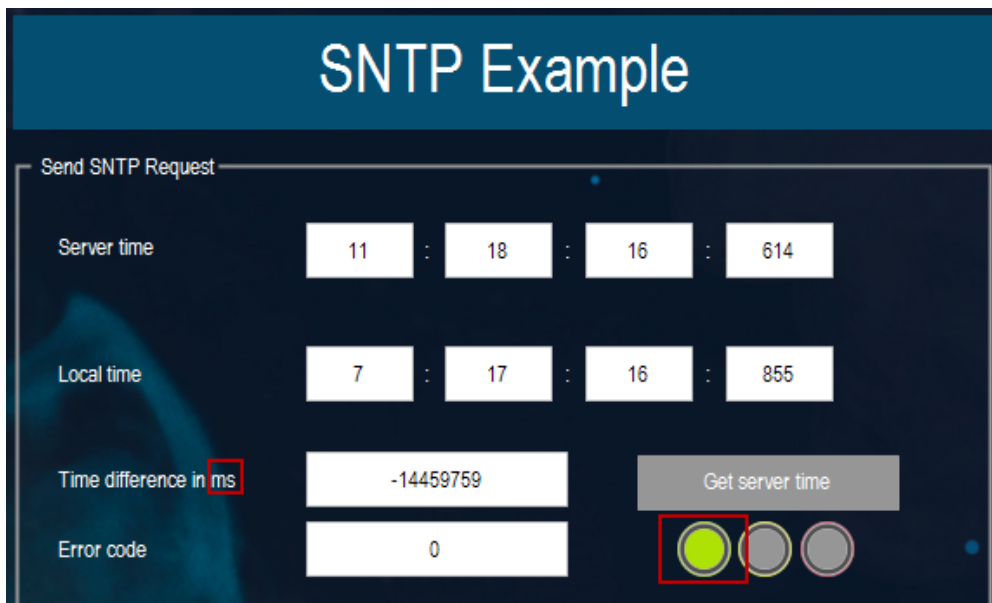 SNTP Example
Send SNTP Request
Server time 11 : 18 : 16 : 614
Local time 7 : 17 : 16 : 855
Time difference in ms -14459759 Get server time
Error code 0